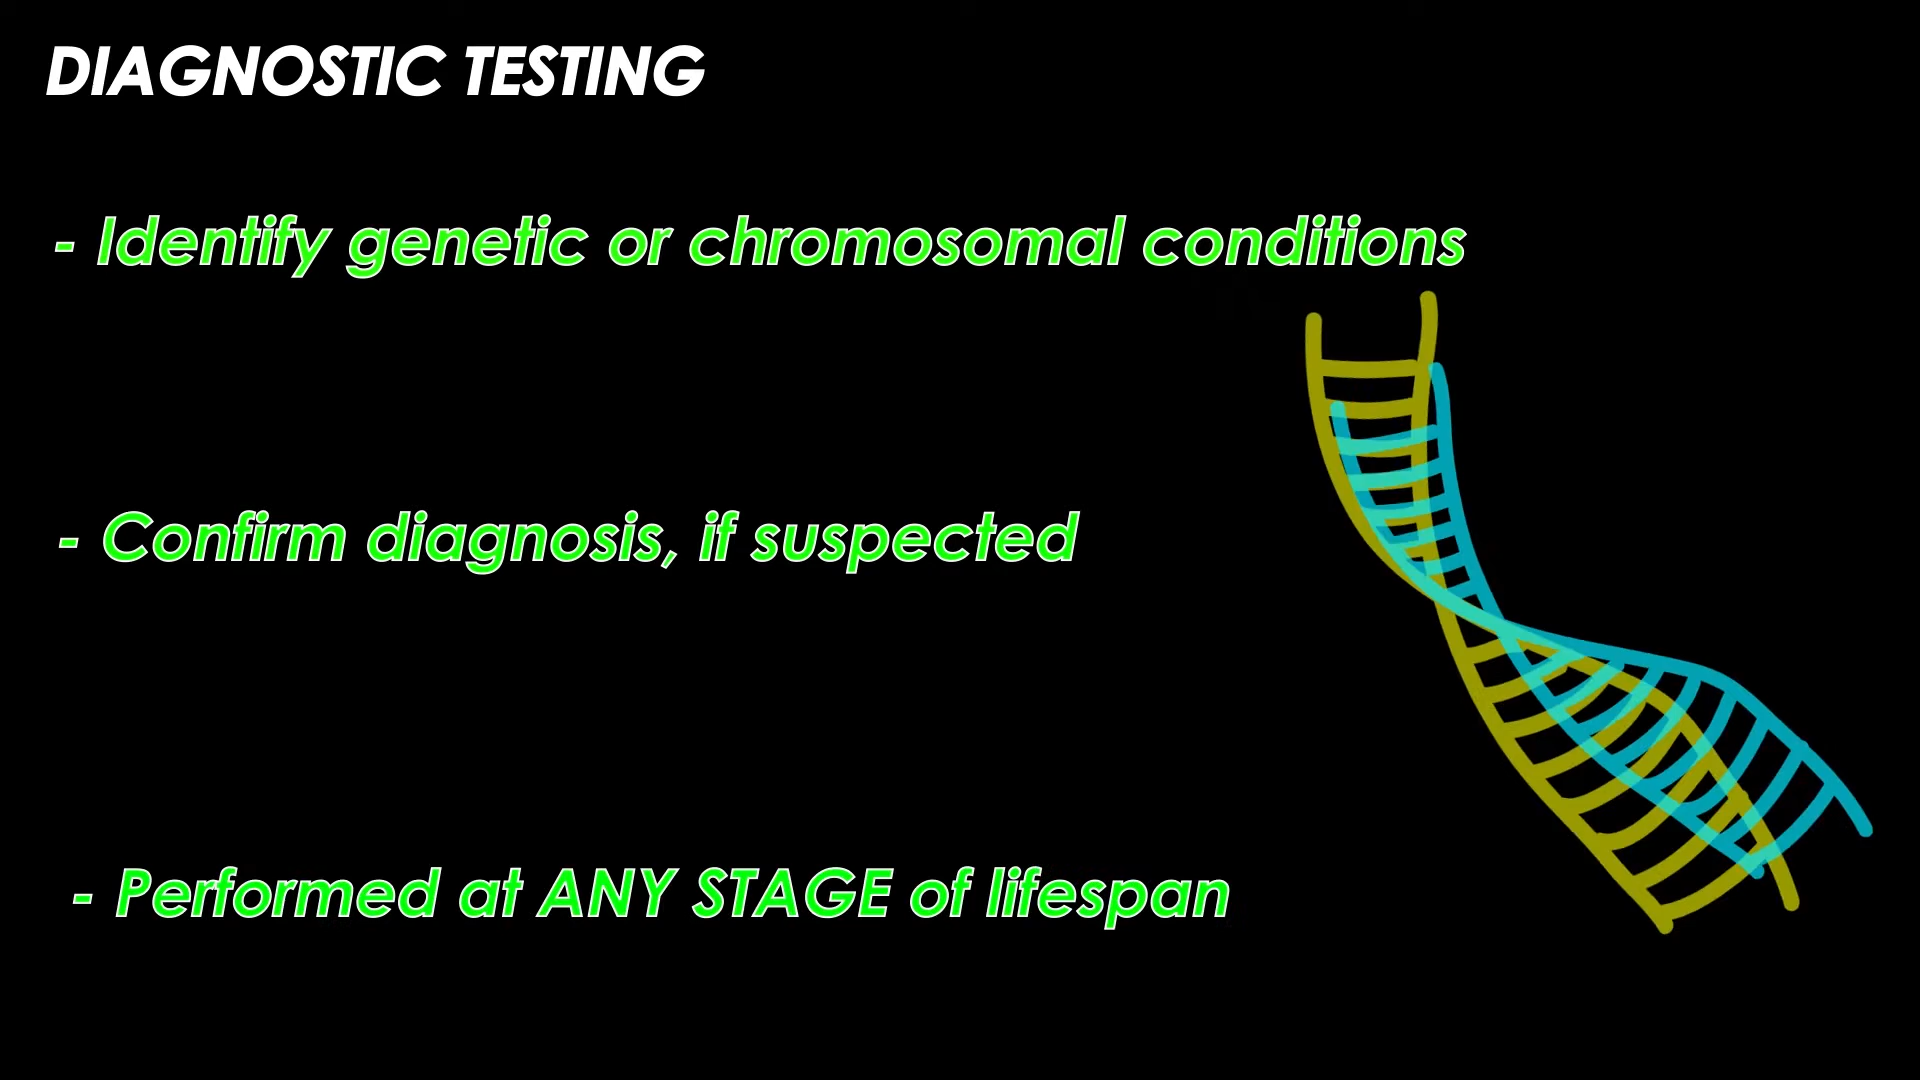 DIAGNOSTIC TESTING
- Identify genetic or chromosomal conditions
- Confirm diagnosis, if suspected
- Performed at ANY STAGE of lifespan